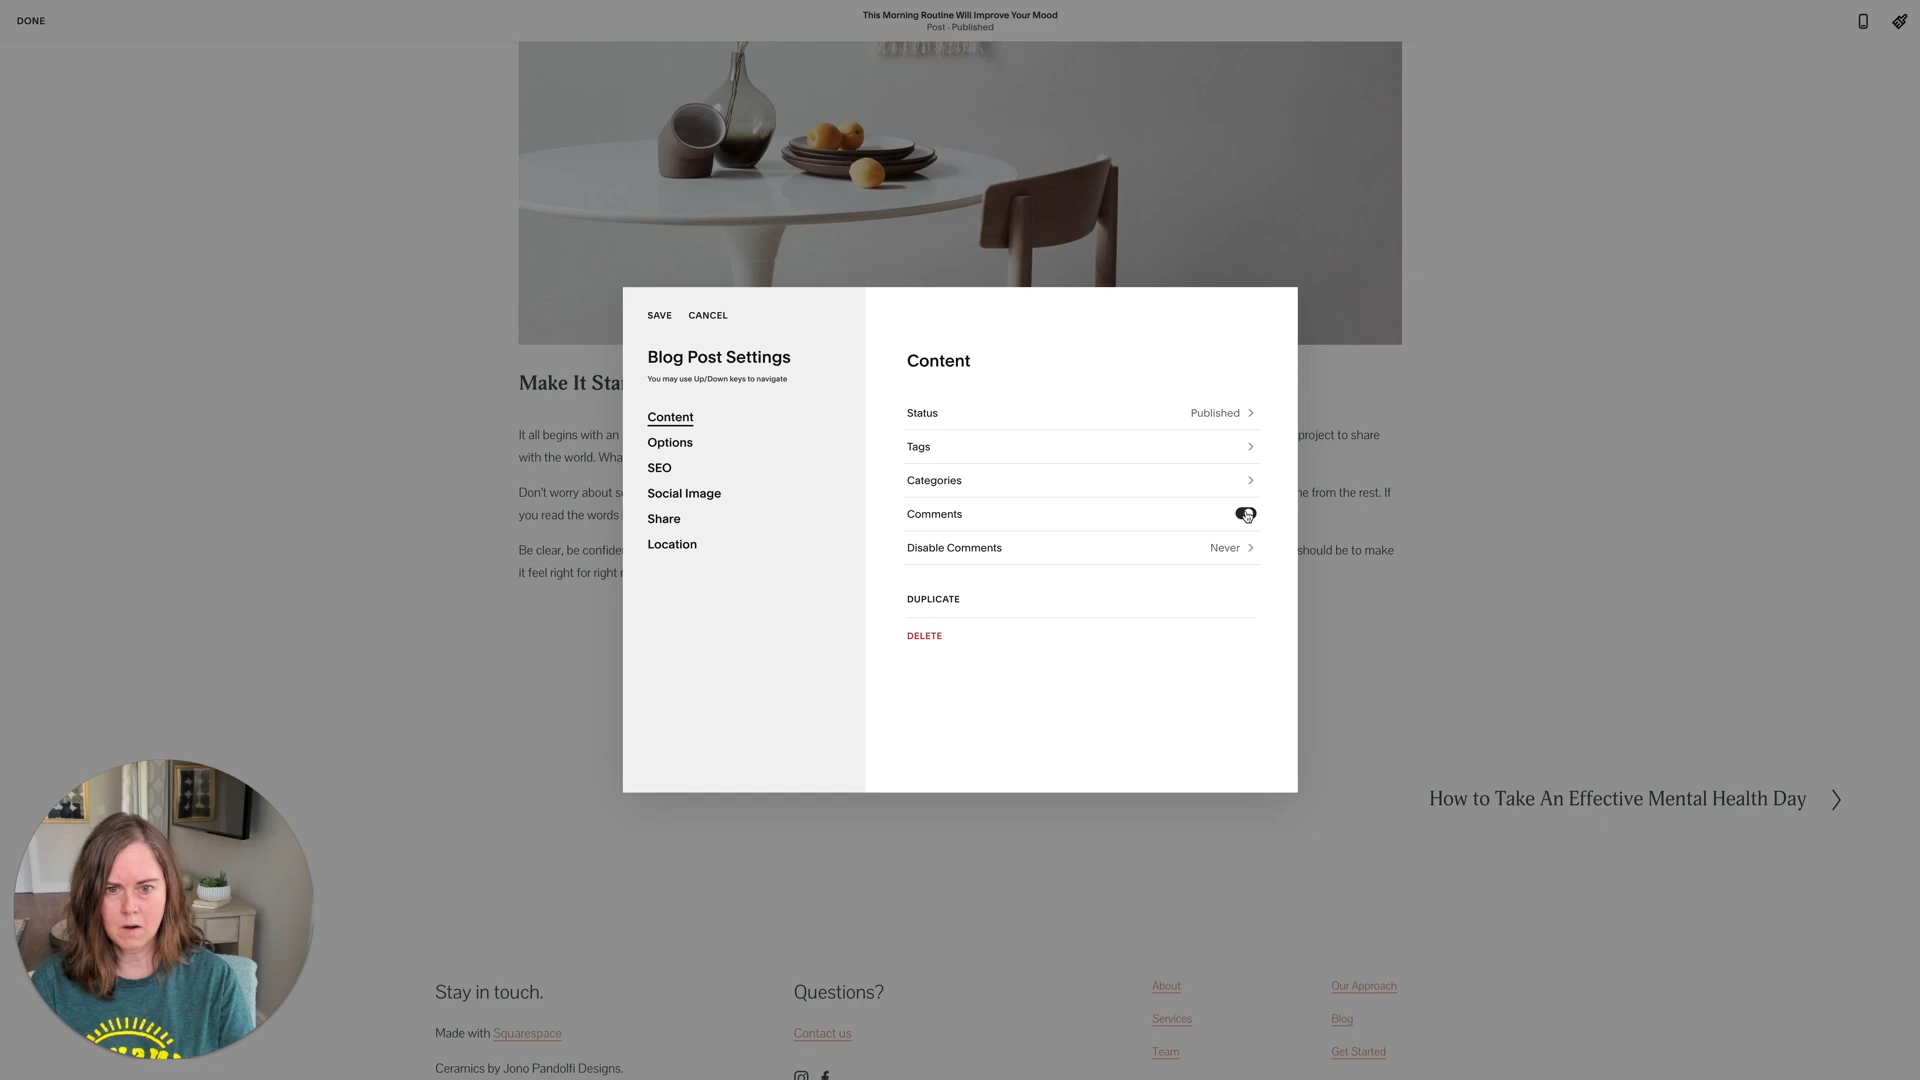 DONE
This Morning Routine Will Improve Your Mood
Post · Published
SAVE CANCEL
Blog Post Settings
You may use Up/Down keys to navigate
Content
Options
SEO
Social Image
Share
Location
Content
Status Published
Tags
Categories
Comments
Disable Comments Never
DUPLICATE
DELETE
Make It
It all begins with an
project to share
with the world.
Don't worry about
from the rest. If
you read the words
Be clear, be
should be to make
it feel right for right
How to Take An Effective Mental Health Day
Stay in touch.
Made with Squarespace
Ceramics by Jono Pandolfi Designs.
Questions?
Contact us
About
Services
Team
Our Approach
Blog
Get Started